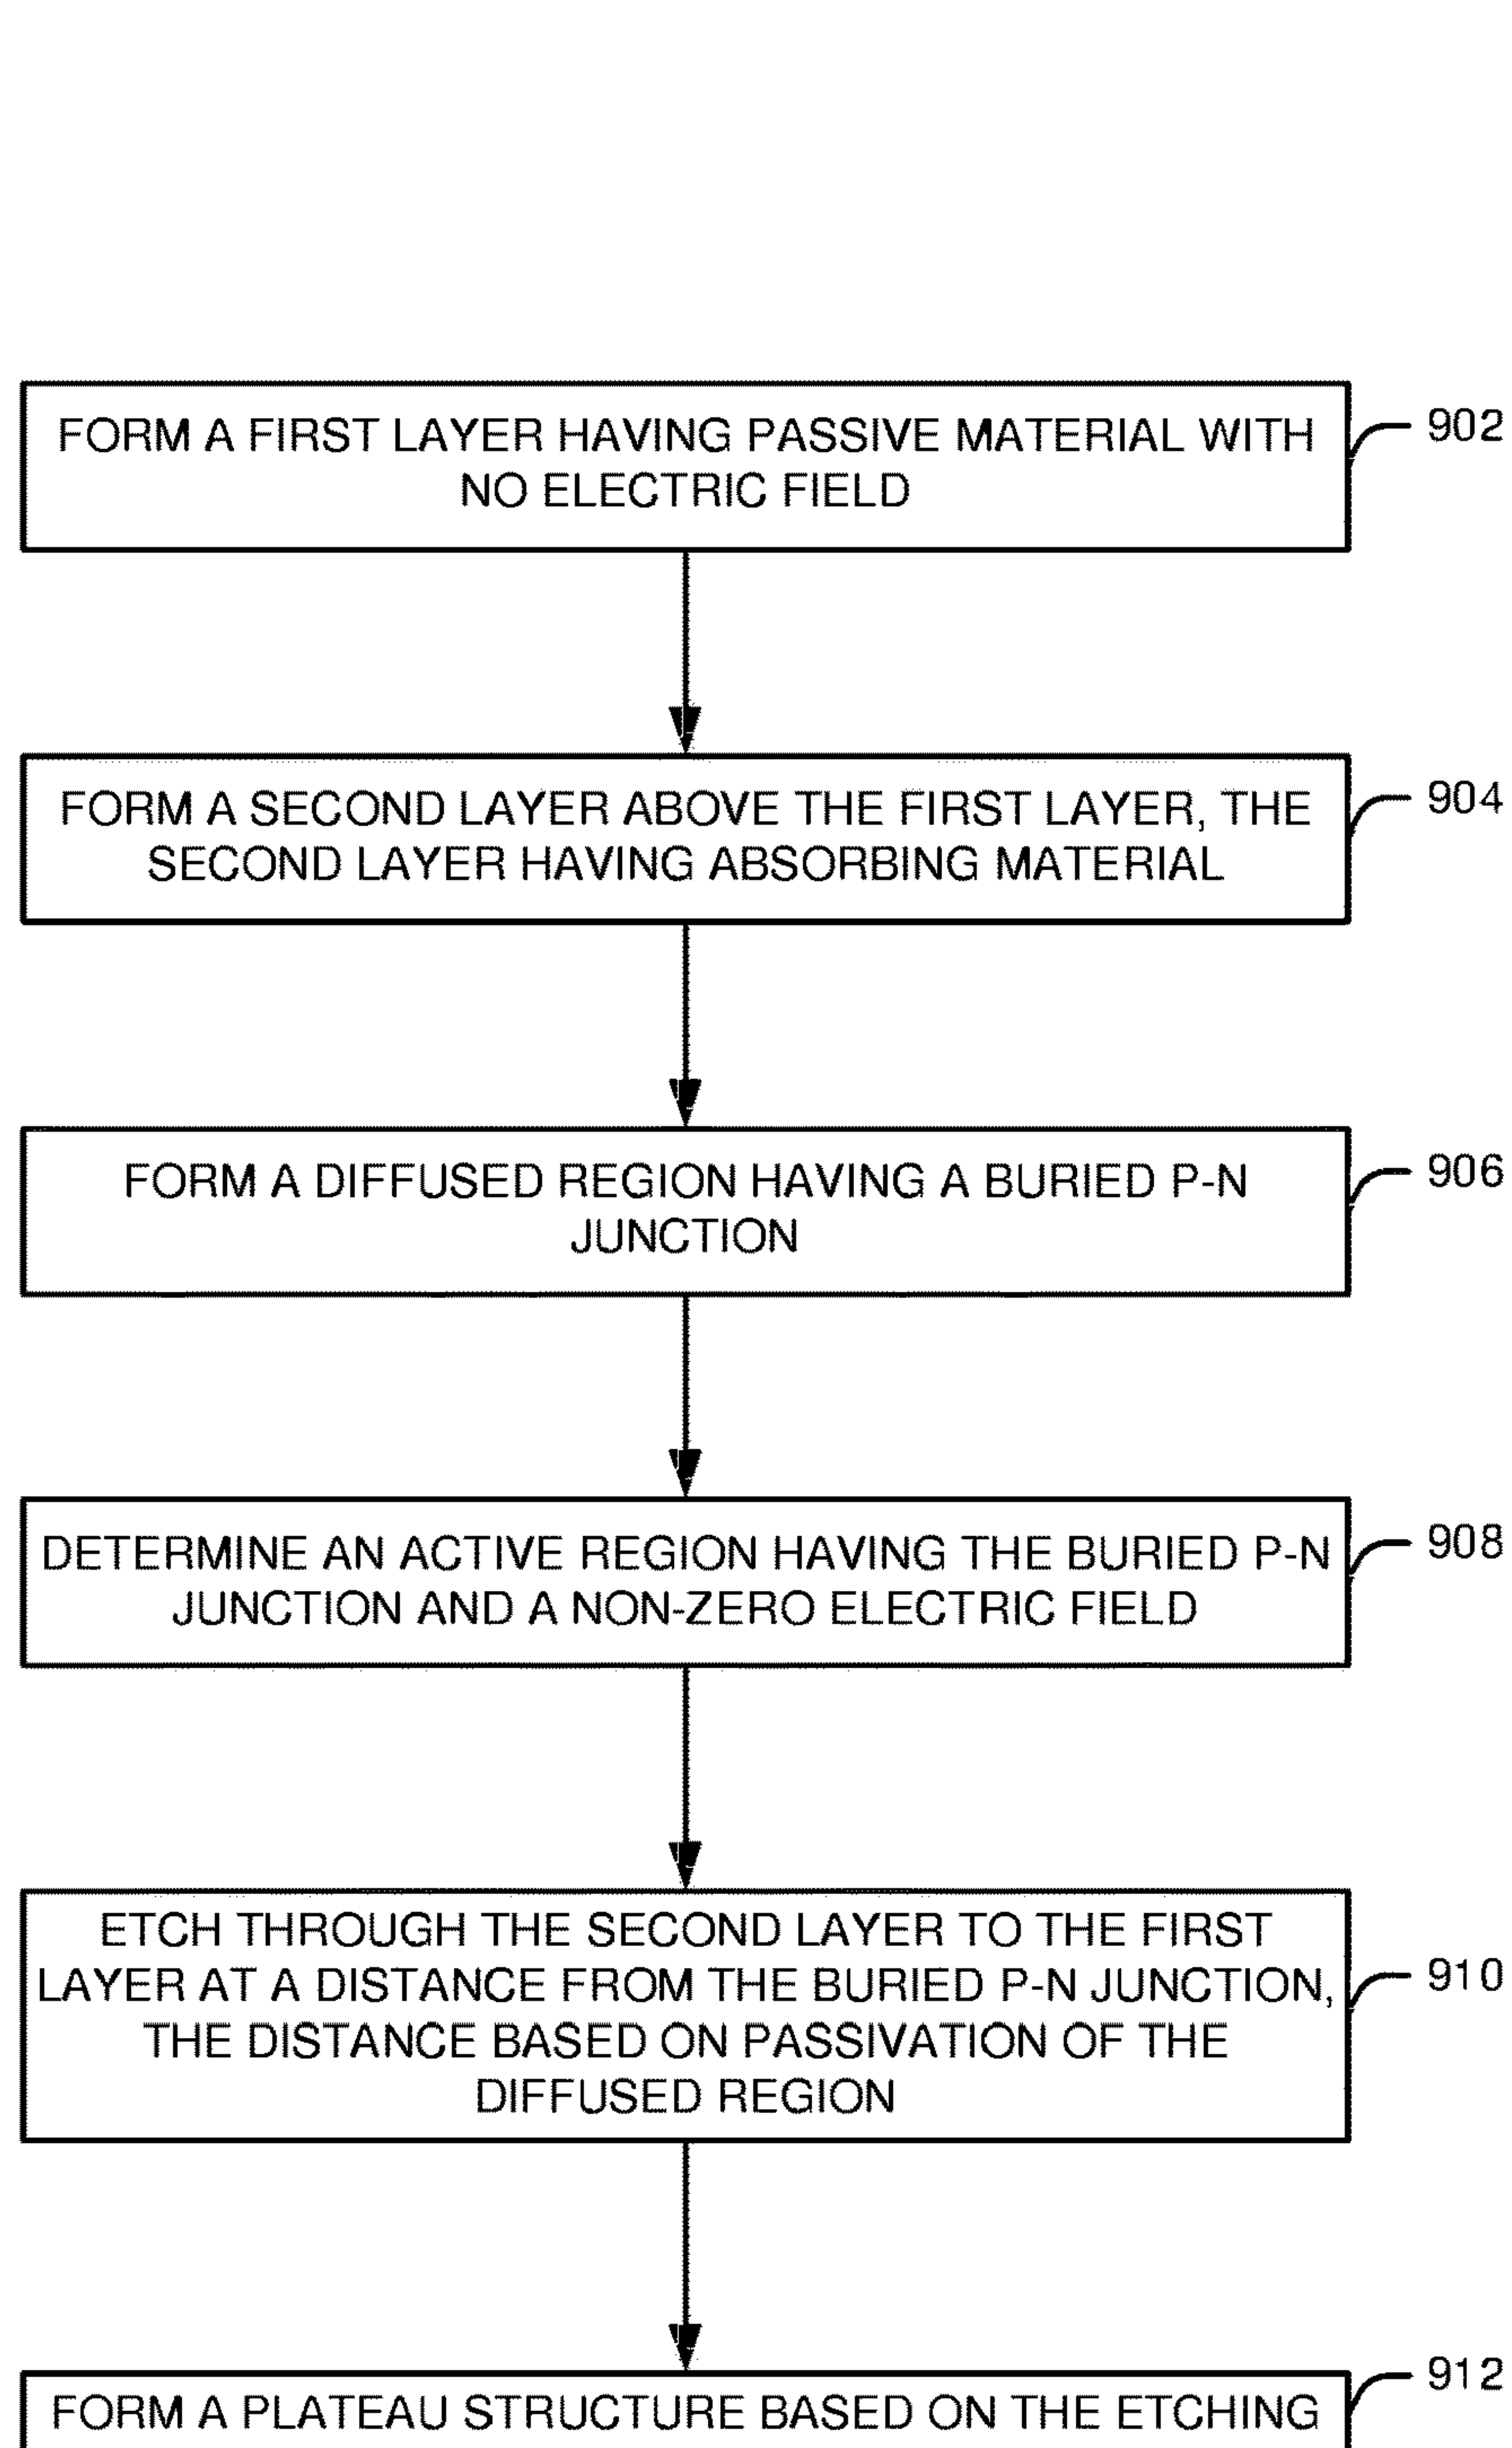 FORM A FIRST LAYER HAVING PASSIVE MATERIAL WITH
NO ELECTRIC FIELD
902
FORM A SECOND LAYER ABOVE THE FIRST LAYER, THE
SECOND LAYER HAVING ABSORBING MATERIAL
904
FORM A DIFFUSED REGION HAVING A BURIED P-N
JUNCTION
906
DETERMINE AN ACTIVE REGION HAVING THE BURIED P-N
JUNCTION AND A NON-ZERO ELECTRIC FIELD
908
ETCH THROUGH THE SECOND LAYER TO THE FIRST
LAYER AT A DISTANCE FROM THE BURIED P-N JUNCTION,
THE DISTANCE BASED ON PASSIVATION OF THE
DIFFUSED REGION
910
FORM A PLATEAU STRUCTURE BASED ON THE ETCHING
912